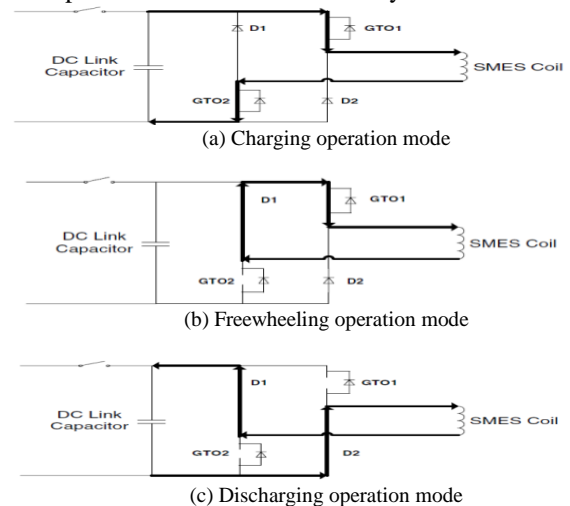 D1
GTO1
DC Link
Capacitor
SMES Coil
GTO2
D2
(a) Charging operation mode
D1
GTO1
DC Link
Capacitor
SMES Coil
GTO2
D2
(b) Freewheeling operation mode
D1
GTO1
DC Link
Capacitor
SMES Coil
GTO2
D2
(c) Discharging operation mode